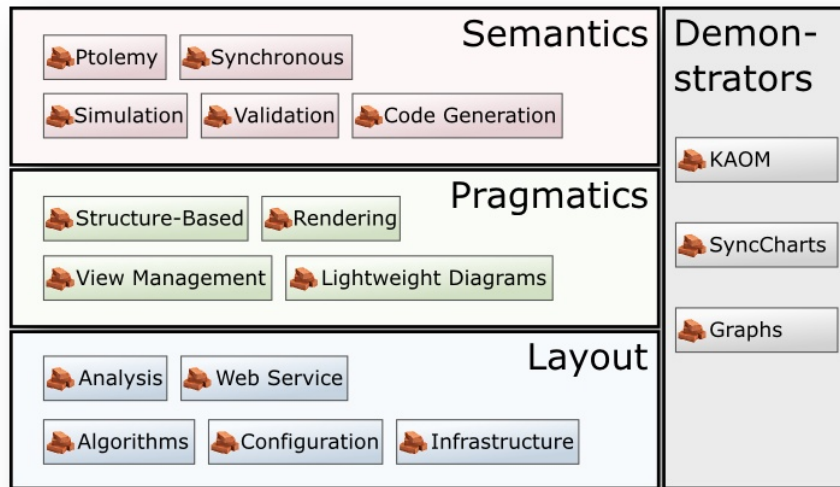 Semantics
Ptolemy
Synchronous
Simulation
Validation
Code Generation
Pragmatics
Structure-Based
Rendering
View Management
Lightweight Diagrams
Layout
Analysis
Web Service
Algorithms
Configuration
Infrastructure
Demon-
strators
KAOM
SyncCharts
Graphs